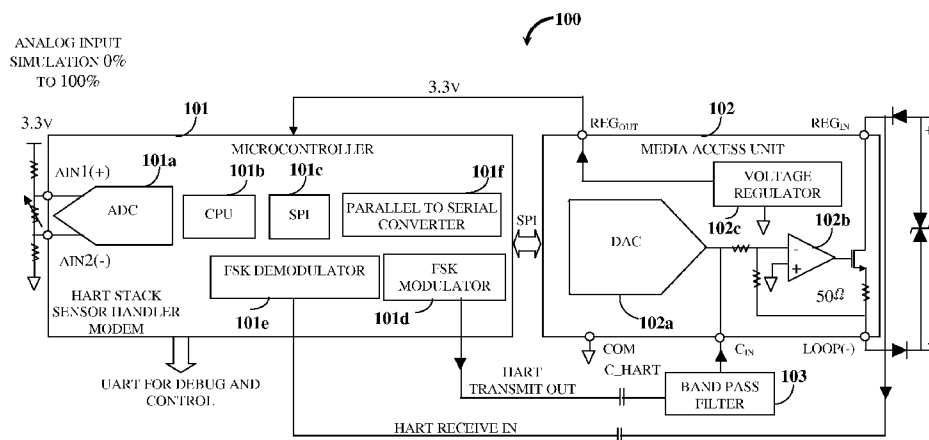 100
ANALOG INPUT
SIMULATION 0%
TO 100%
3.3V
3.3V
101
REGOUT
102
REGIN
MICROCONTROLLER
MEDIA ACCESS UNIT
AIN1(+)
101a
101b
101c
101f
ADC
CPU
SPI
PARALLEL TO SERIAL
CONVERTER
SPI
DAC
VOLTAGE
REGULATOR
102c
102b
-
+
+
-
AIN2(-)
FSK DEMODULATOR
FSK
MODULATOR
50Ω
HART STACK
SENSOR HANDLER
MODEM
101e
101d
102a
COM
CIN
LOOP(-)
UART FOR DEBUG AND
CONTROL
HART
TRANSMIT OUT
C_HART
BAND PASS
FILTER
103
HART RECEIVE IN